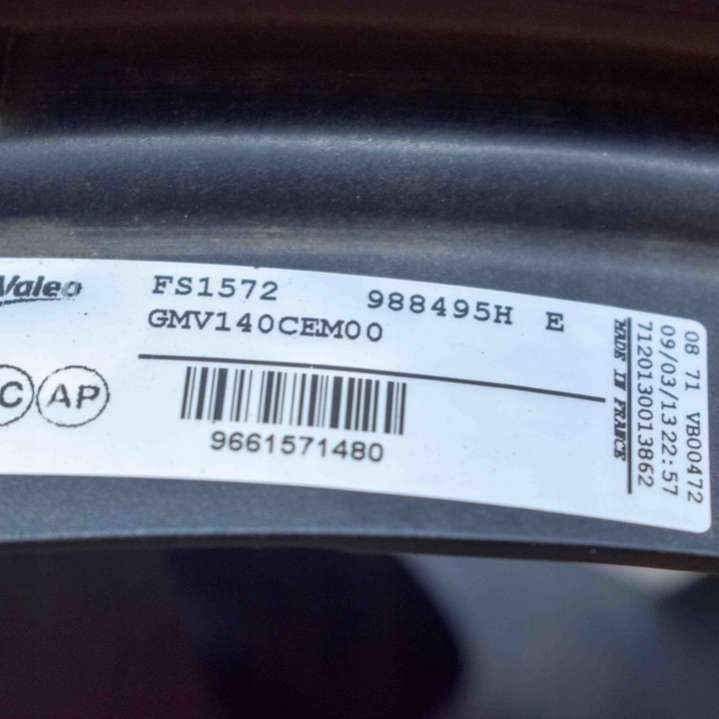 Valeo
FS1572 988495H E
GMV140CEM00
C AP
9661571480
08 71 VB00472
09/03/13 22:57
7120130013862
MADE IN FRANCE